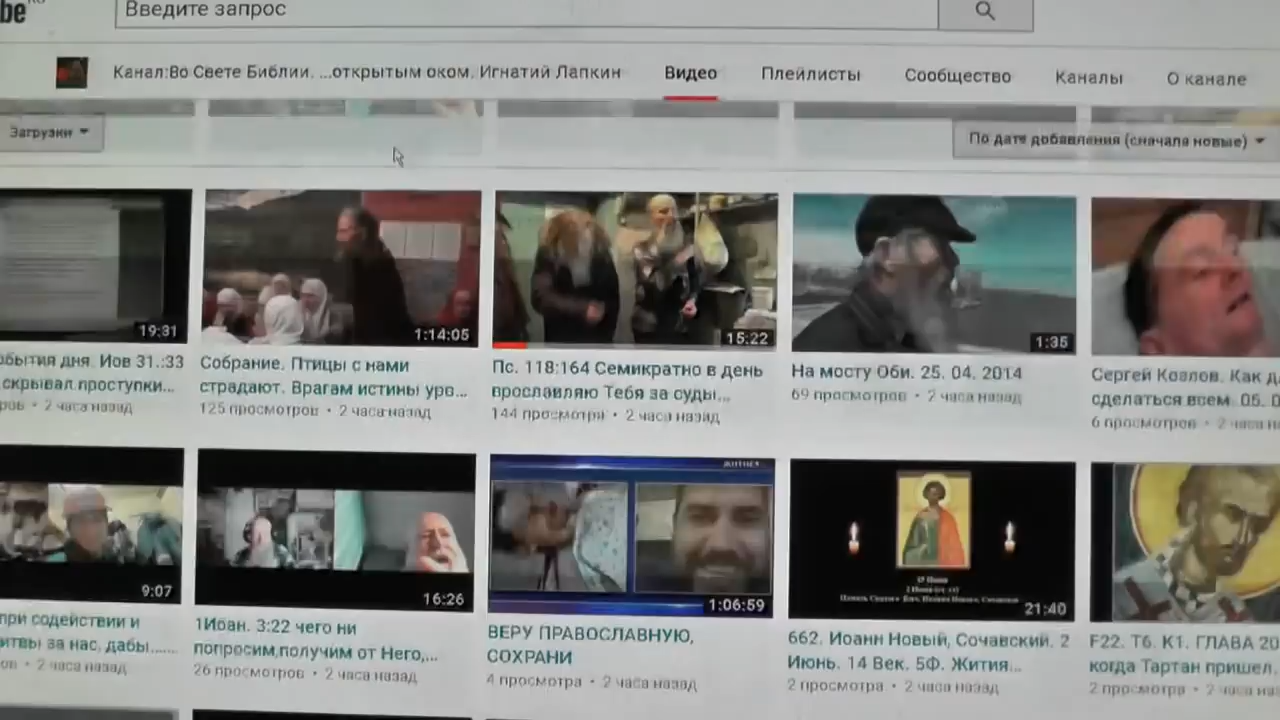 be
Введите запрос
Канал:Во Свете Библии. ...открытым оком. Игнатий Лапкин
Видео
Плейлисты
Сообщество
Каналы
О канале
Загрузки
По дате добавления (сначала новые)
19:31
1:14:05
15:22
1:35
обытия дня. Иов 31.:33
скрывал проступки...
ров • 2 часа назад
Собрание. Птицы с нами
страдают. Врагам истины уро...
125 просмотров • 2 часа назад
Пс. 118:164 Семикратно в день
врославляю Тебя за суды...
144 просмотра • 2 часа назад
На мосту Оби. 25. 04. 2014
69 просмотров • 2 часа назад
Сергей Козлов. Как д
сделаться всем. 05. 0
6 просмотров • 2 часа н
9:07
16:26
1:06:59
21:40
при содействии и
итвы за нас, дабы......
ов • 2 часа назад
1Иоан. 3:22 чего ни
попросим,получим от Него,...
26 просмотров • 2 часа назад
ВЕРУ ПРАВОСЛАВНУЮ,
СОХРАНИ
4 просмотра • 2 часа назад
662. Иоанн Новый, Сочавский. 2
Июнь. 14 Век. 5Ф. Жития...
2 просмотра • 2 часа назад
F22. Т6. К1. ГЛАВА 20
когда Тартан пришел.
2 просмотра • 2 часа на